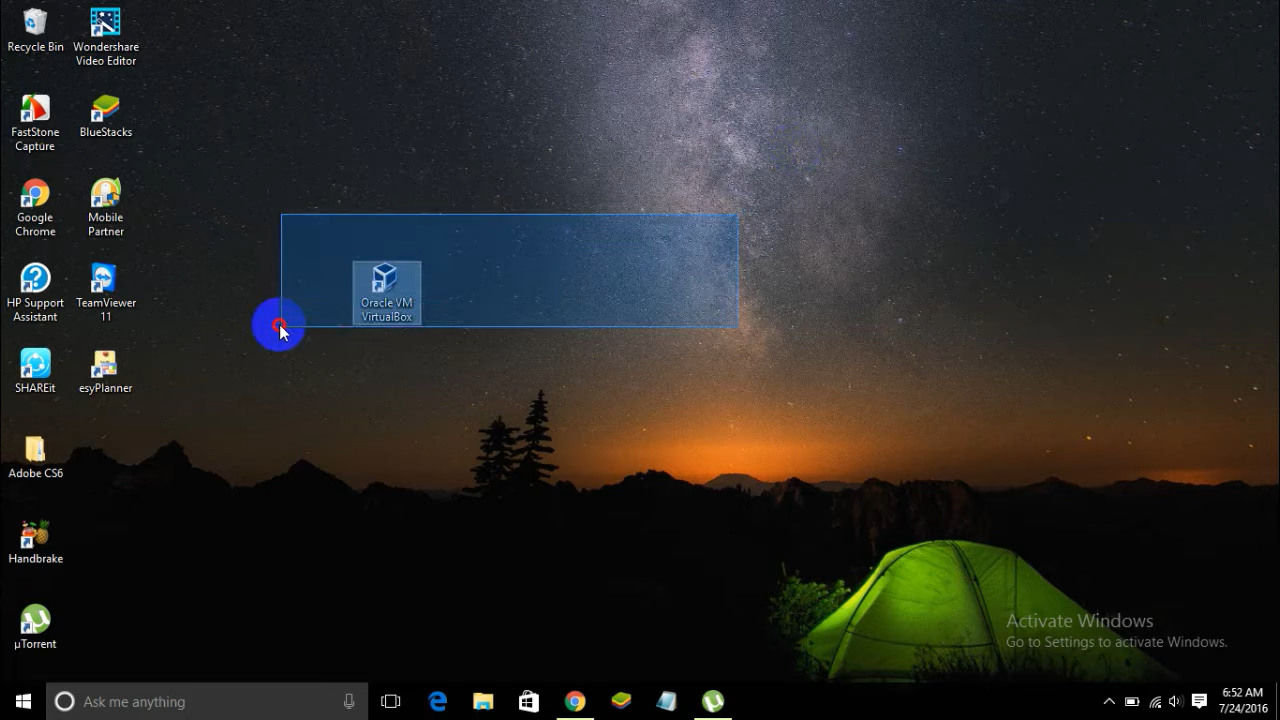 Recycle Bin
Wondershare
Video Editor
FastStone
Capture
BlueStacks
Google
Chrome
Mobile
Partner
HP Support
Assistant
TeamViewer
11
Oracle VM
VirtualBox
SHAREit
esyPlanner
Adobe CS6
Handbrake
µTorrent
Activate Windows
Go to Settings to activate Windows.
Ask me anything
6:52 AM
7/24/2016